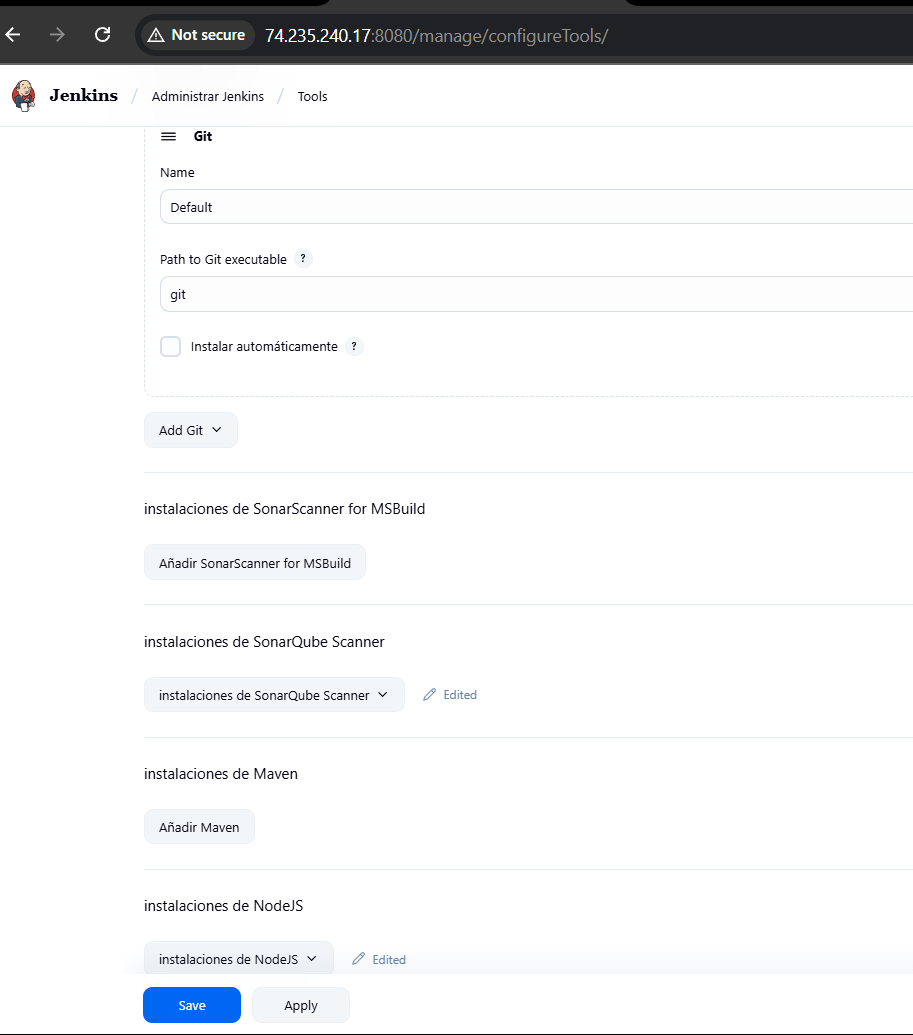 Not secure 74.235.240.17:8080/manage/configureTools/
Jenkins / Administrar Jenkins / Tools
Git
Name
Default
Path to Git executable ?
git
Instalar automáticamente ?
Add Git
instalaciones de SonarScanner for MSBuild
Añadir SonarScanner for MSBuild
instalaciones de SonarQube Scanner
instalaciones de SonarQube Scanner Edited
instalaciones de Maven
Añadir Maven
instalaciones de NodeJS
instalaciones de NodeJS Edited
Save Apply